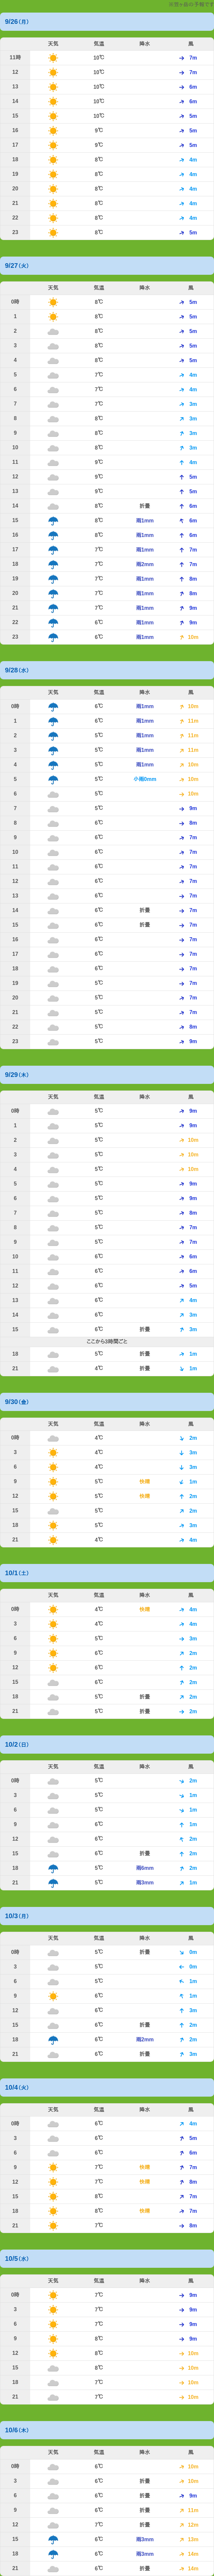 9/26(月)
天気 気温 降水 風
11時 10℃ 7m
12 10℃ 7m
13 10℃ 6m
14 10℃ 6m
15 10℃ 5m
16 9℃ 5m
17 9℃ 5m
18 8℃ 4m
19 8℃ 4m
20 8℃ 4m
21 8℃ 4m
22 8℃ 4m
23 8℃ 5m
9/27(火)
天気 気温 降水 風
0時 8℃ 5m
1 8℃ 5m
2 8℃ 5m
3 8℃ 5m
4 8℃ 5m
5 7℃ 4m
6 7℃ 4m
7 7℃ 3m
8 8℃ 3m
9 8℃ 3m
10 8℃ 3m
11 9℃ 4m
12 9℃ 5m
13 9℃ 5m
14 8℃ 折畳 6m
15 8℃ 雨1mm 6m
16 8℃ 雨1mm 6m
17 7℃ 雨1mm 7m
18 7℃ 雨2mm 7m
19 7℃ 雨1mm 8m
20 7℃ 雨1mm 8m
21 7℃ 雨1mm 9m
22 6℃ 雨1mm 9m
23 6℃ 雨1mm 10m
9/28(水)
天気 気温 降水 風
0時 6℃ 雨1mm 10m
1 6℃ 雨1mm 11m
2 6℃ 雨1mm 11m
3 6℃ 雨1mm 11m
4 6℃ 雨1mm 10m
5 6℃ 小雨0mm 10m
6 5℃ 10m
7 6℃ 9m
8 6℃ 8m
9 6℃ 7m
10 6℃ 7m
11 6℃ 7m
12 6℃ 7m
13 6℃ 7m
14 6℃ 折畳 7m
15 6℃ 折畳 7m
16 6℃ 7m
17 6℃ 7m
18 6℃ 7m
19 5℃ 7m
20 5℃ 7m
21 5℃ 7m
22 5℃ 8m
23 5℃ 9m
9/29(木)
天気 気温 降水 風
0時 5℃ 9m
1 5℃ 9m
2 5℃ 10m
3 5℃ 10m
4 5℃ 10m
5 5℃ 9m
6 5℃ 9m
7 5℃ 8m
8 5℃ 7m
9 5℃ 7m
10 6℃ 6m
11 6℃ 6m
12 6℃ 5m
13 6℃ 4m
14 6℃ 3m
15 6℃ 折畳 3m
ここから3時間ごと
18 5℃ 折畳 1m
21 4℃ 折畳 1m
9/30(金)
天気 気温 降水 風
0時 4℃ 2m
3 4℃ 3m
6 4℃ 3m
9 5℃ 快晴 1m
12 5℃ 快晴 2m
15 5℃ 2m
18 5℃ 3m
21 4℃ 4m
10/1(土)
天気 気温 降水 風
0時 4℃ 快晴 4m
3 4℃ 4m
6 5℃ 3m
9 6℃ 2m
12 6℃ 2m
15 6℃ 2m
18 5℃ 折畳 2m
21 5℃ 折畳 2m
10/2(日)
天気 気温 降水 風
0時 5℃ 2m
3 5℃ 1m
6 5℃ 1m
9 6℃ 1m
12 6℃ 2m
15 6℃ 折畳 2m
18 5℃ 雨6mm 2m
21 5℃ 雨3mm 1m
10/3(月)
天気 気温 降水 風
0時 5℃ 折畳 0m
3 5℃ 0m
6 5℃ 1m
9 6℃ 1m
12 6℃ 3m
15 6℃ 折畳 2m
18 6℃ 雨2mm 2m
21 6℃ 折畳 3m
10/4(火)
天気 気温 降水 風
0時 6℃ 4m
3 6℃ 5m
6 6℃ 6m
9 7℃ 快晴 7m
12 7℃ 快晴 8m
15 8℃ 7m
18 8℃ 快晴 7m
21 7℃ 8m
10/5(水)
天気 気温 降水 風
0時 7℃ 9m
3 7℃ 9m
6 7℃ 9m
9 8℃ 9m
12 8℃ 10m
15 8℃ 10m
18 7℃ 10m
21 7℃ 10m
10/6(木)
天気 気温 降水 風
0時 6℃ 10m
3 6℃ 折畳 10m
6 6℃ 折畳 9m
9 6℃ 折畳 11m
12 7℃ 折畳 12m
15 6℃ 雨3mm 13m
18 6℃ 雨3mm 14m
21 6℃ 折畳 14m